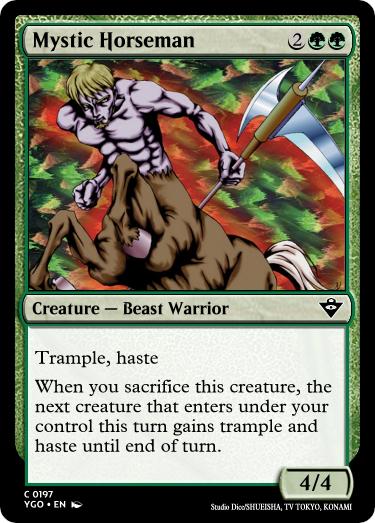 Mystic Horseman 2
Creature — Beast Warrior
Trample, haste
When you sacrifice this creature, the
next creature that enters under your
control this turn gains trample and
haste until end of turn.
4/4
C 0197
YGO • EN
Studio Dice/SHUEISHA, TV TOKYO, KONAMI